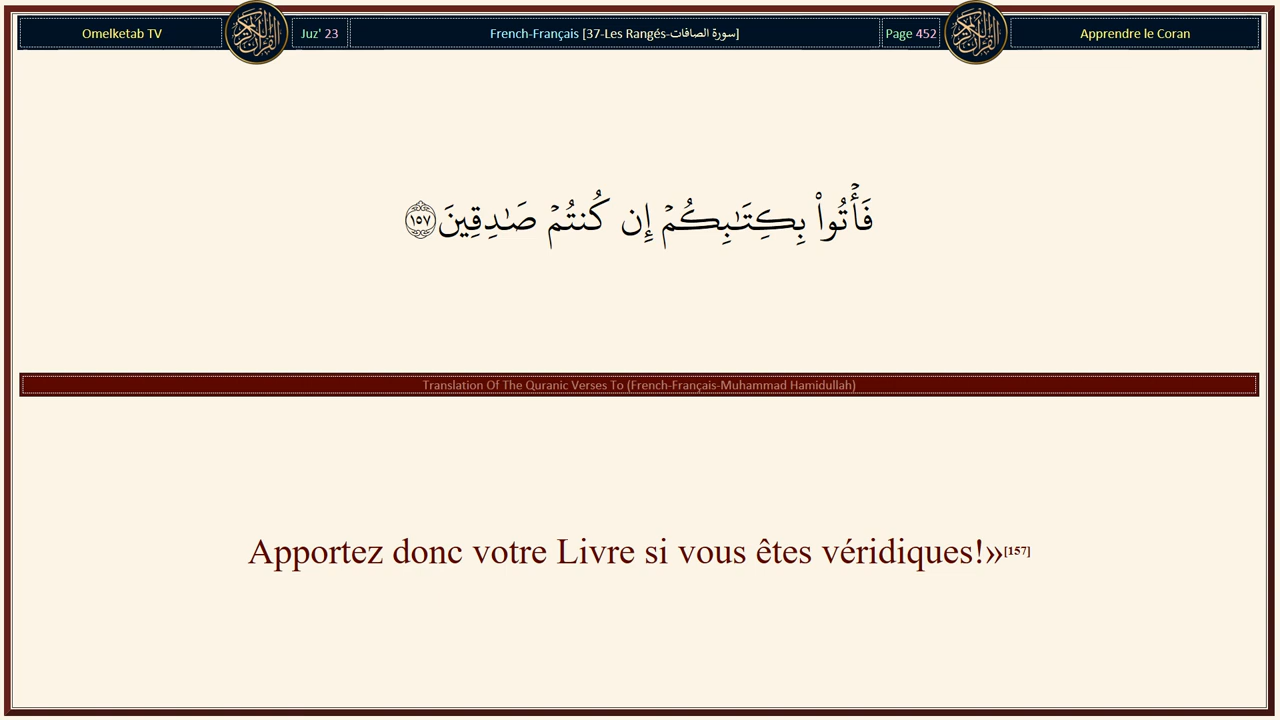 Omelketab TV
Juz' 23
French-Français [37-Les Rangés-سورة الصافات]
Page 452
Apprendre le Coran
فَأْتُوا۟ بِكِتَـٰبِكُمْ إِن كُنتُمْ صَـٰدِقِينَ ١٥٧
Translation Of The Quranic Verses To (French-Français-Muhammad Hamidullah)
Apportez donc votre Livre si vous êtes véridiques!»[157]